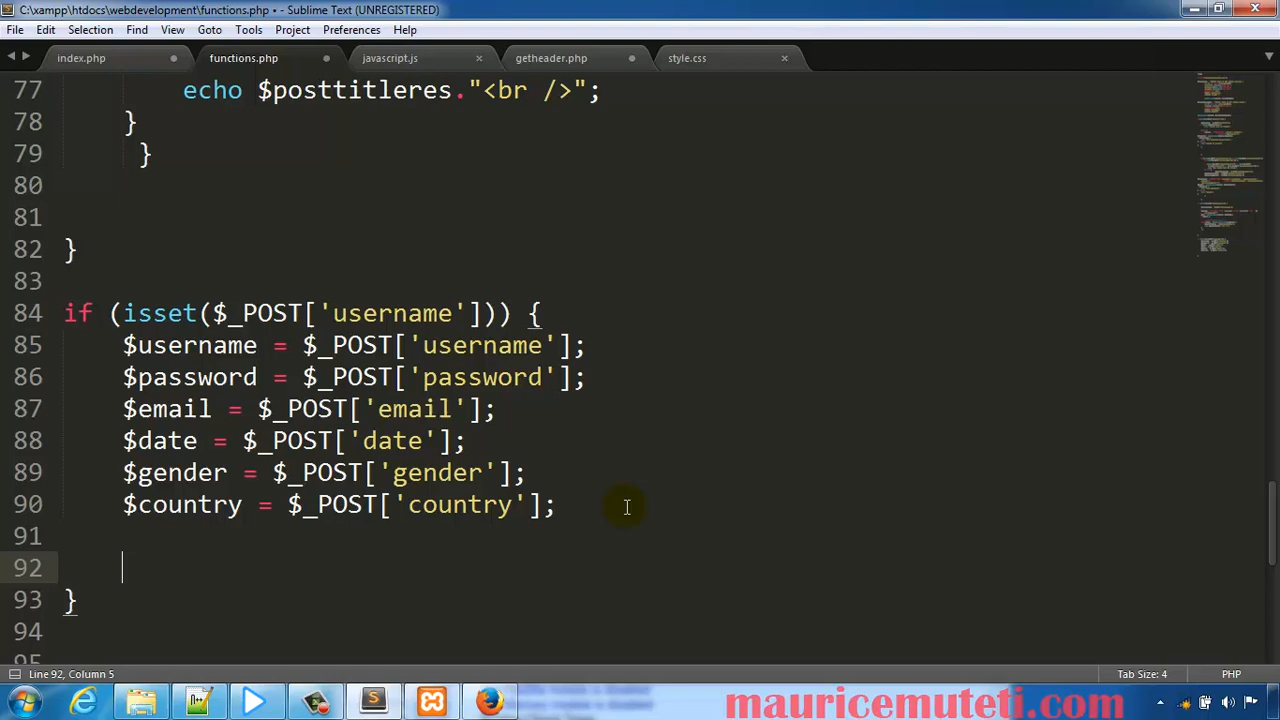 C:\xampp\htdocs\webdevelopment\functions.php • - Sublime Text (UNREGISTERED)
File Edit Selection Find View Goto Tools Project Preferences Help
index.php functions.php javascript.js getheader.php style.css
77 echo $posttitleres."<br />";
78 }
79 }
80
81
82 }
83
84 if (isset($_POST['username'])) {
85 $username = $_POST['username'];
86 $password = $_POST['password'];
87 $email = $_POST['email'];
88 $date = $_POST['date'];
89 $gender = $_POST['gender'];
90 $country = $_POST['country'];
91
92
93 }
94
95
Line 92, Column 5 Tab Size: 4 PHP
mauricemuteti.com